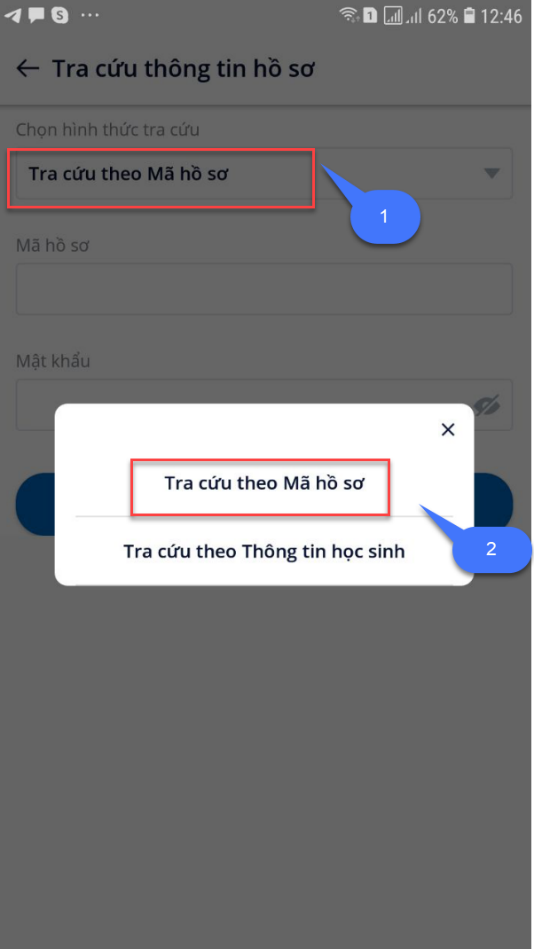 62% 12:46
← Tra cứu thông tin hồ sơ
Chọn hình thức tra cứu
Tra cứu theo Mã hồ sơ
1
Mã hồ sơ
Mật khẩu
×
Tra cứu theo Mã hồ sơ
2
Tra cứu theo Thông tin học sinh